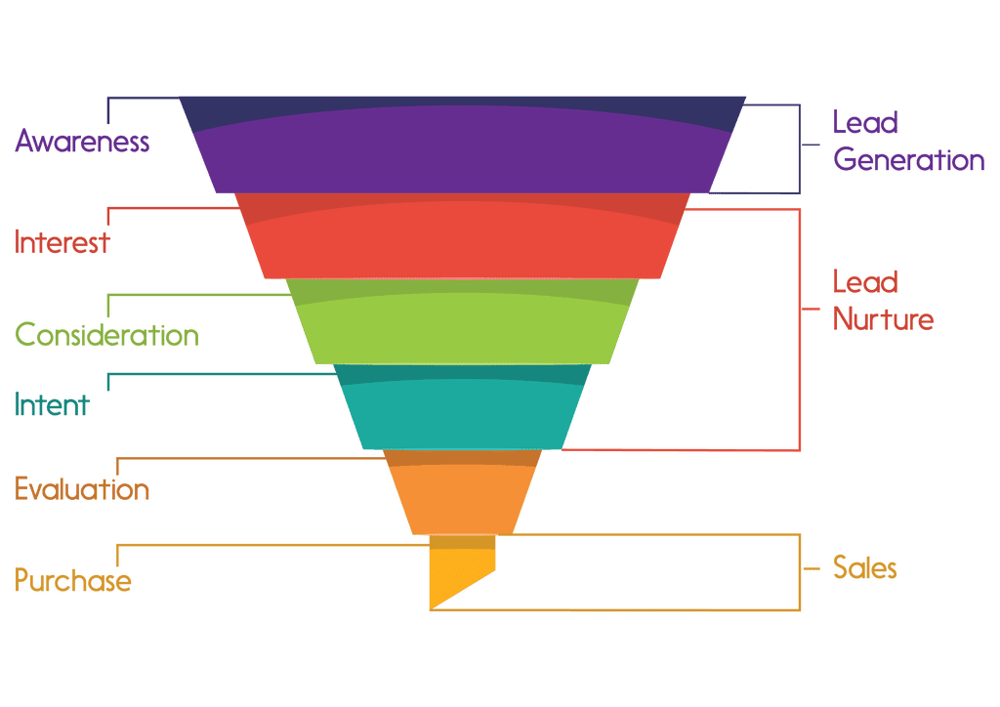 Awareness
Interest
Consideration
Intent
Evaluation
Purchase
Lead
Generation
Lead
Nurture
Sales